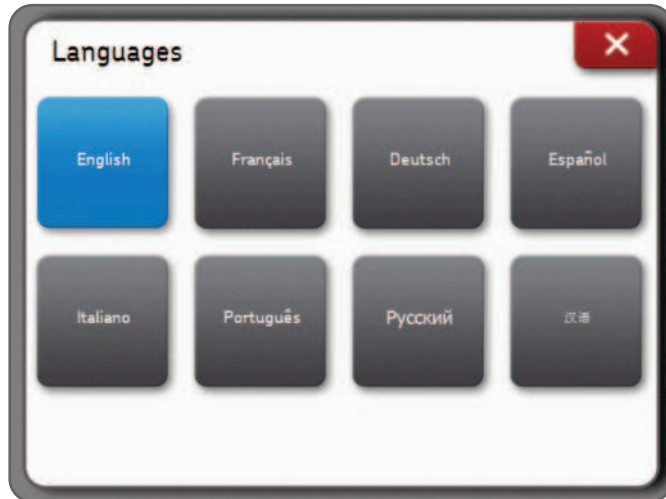 Languages
English
Français
Deutsch
Español
Italiano
Português
Русский
汉语